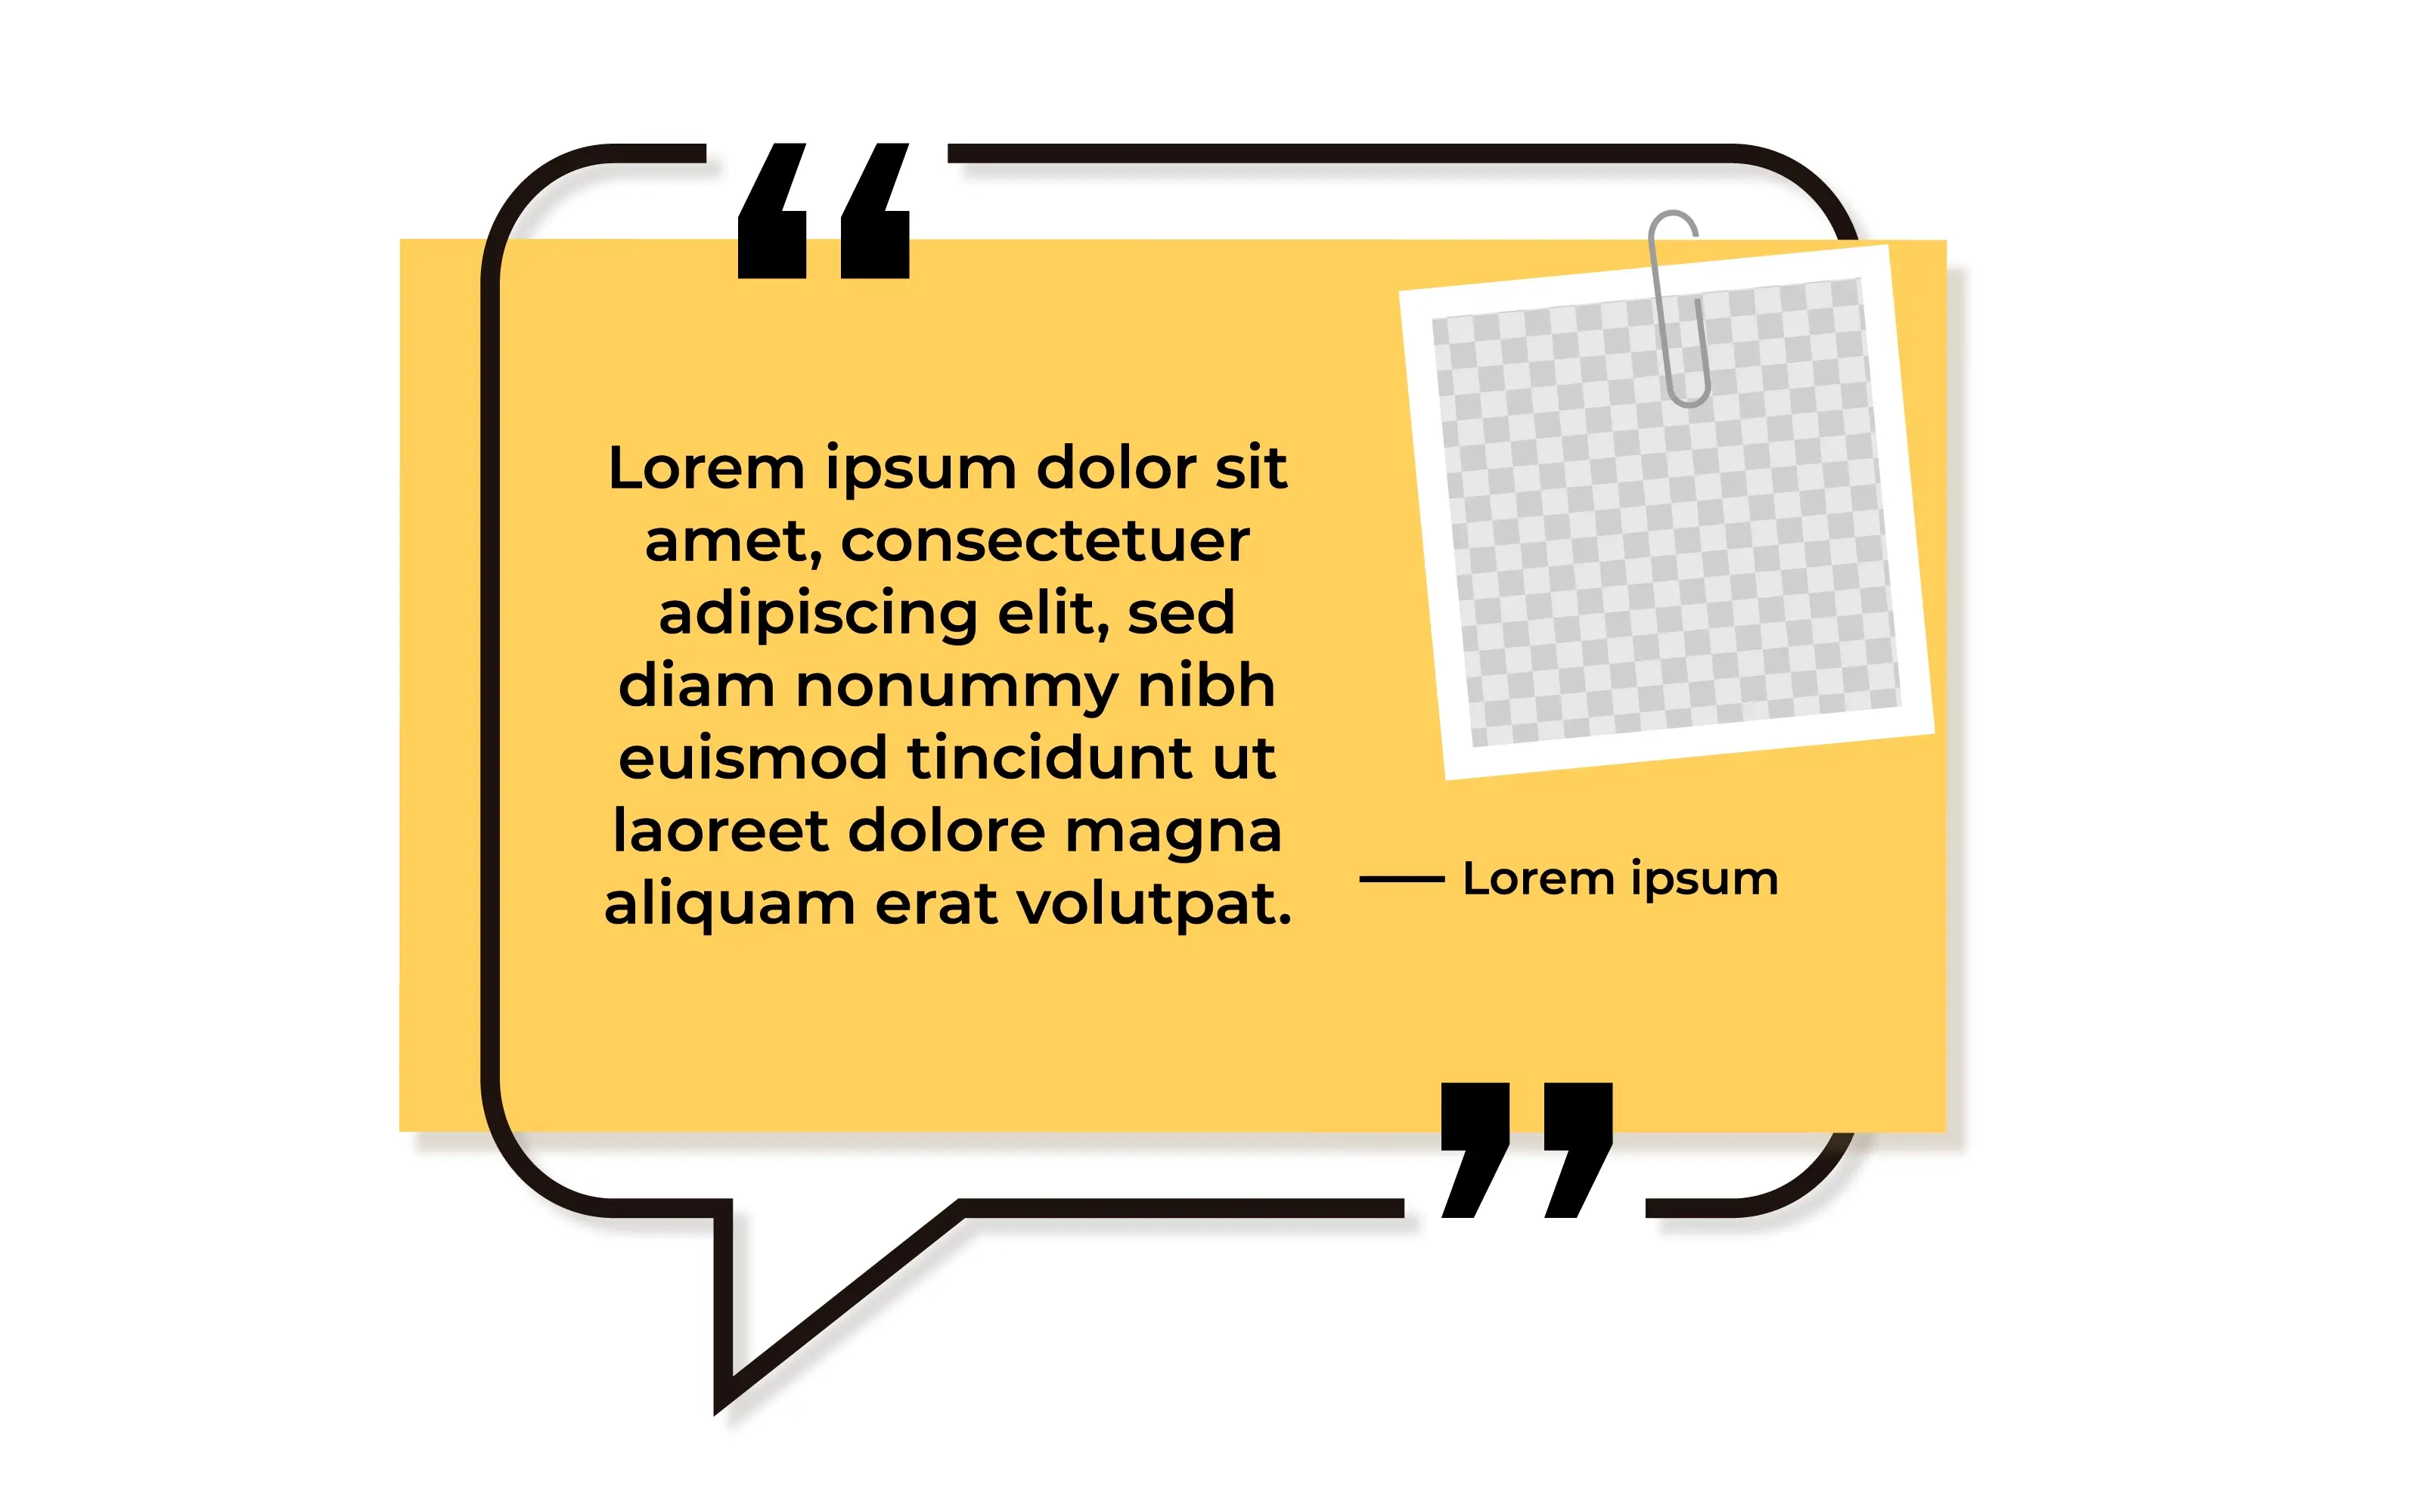 “
Lorem ipsum dolor sit
amet, consectetuer
adipiscing elit, sed
diam nonummy nibh
euismod tincidunt ut
laoreet dolore magna
aliquam erat volutpat.
— Lorem ipsum
”